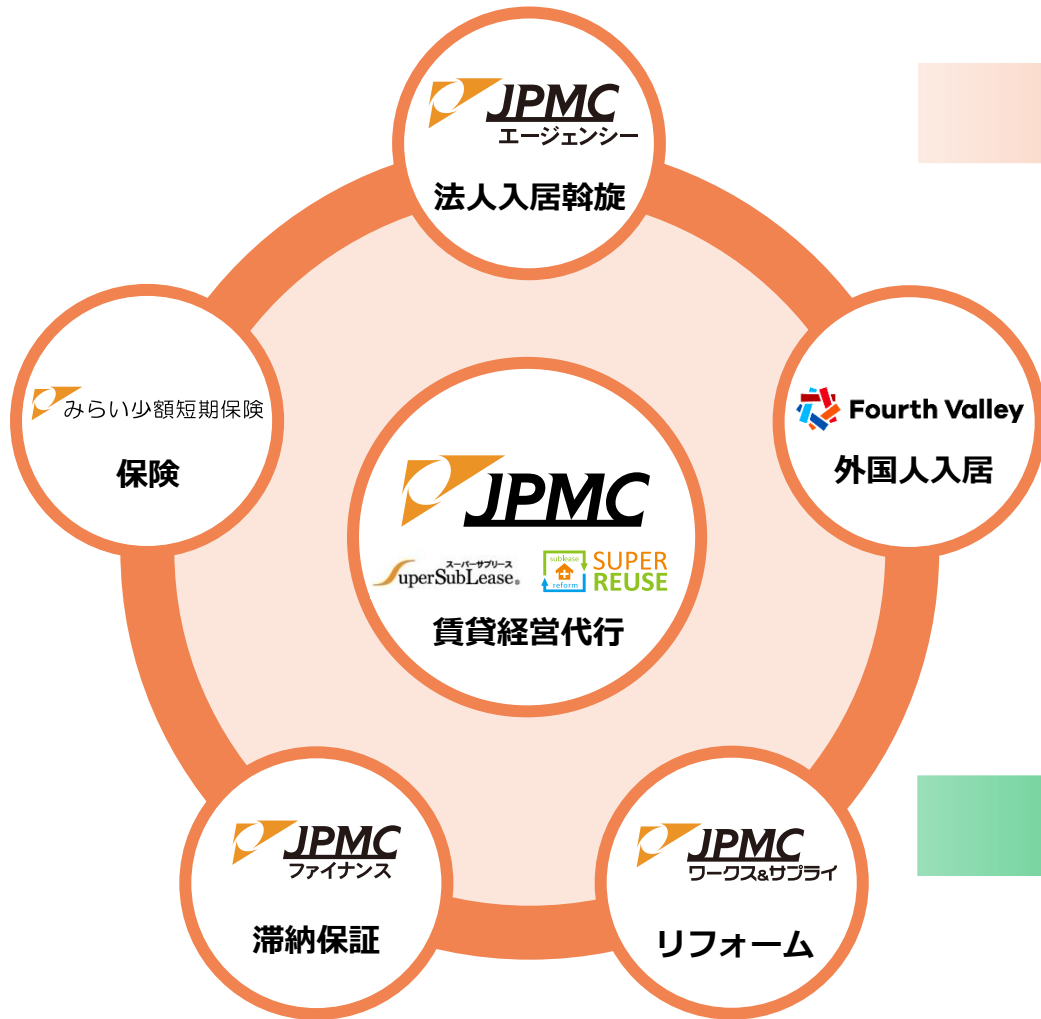 JPMC
エージェンシー
法人入居斡旋
みらい少額短期保険
保険
Fourth Valley
外国人入居
JPMC
スーパーサブリース
SuperSubLease®
sublease
reform
SUPER
REUSE
賃貸経営代行
JPMC
ファイナンス
滞納保証
JPMC
ワークス&サプライ
リフォーム